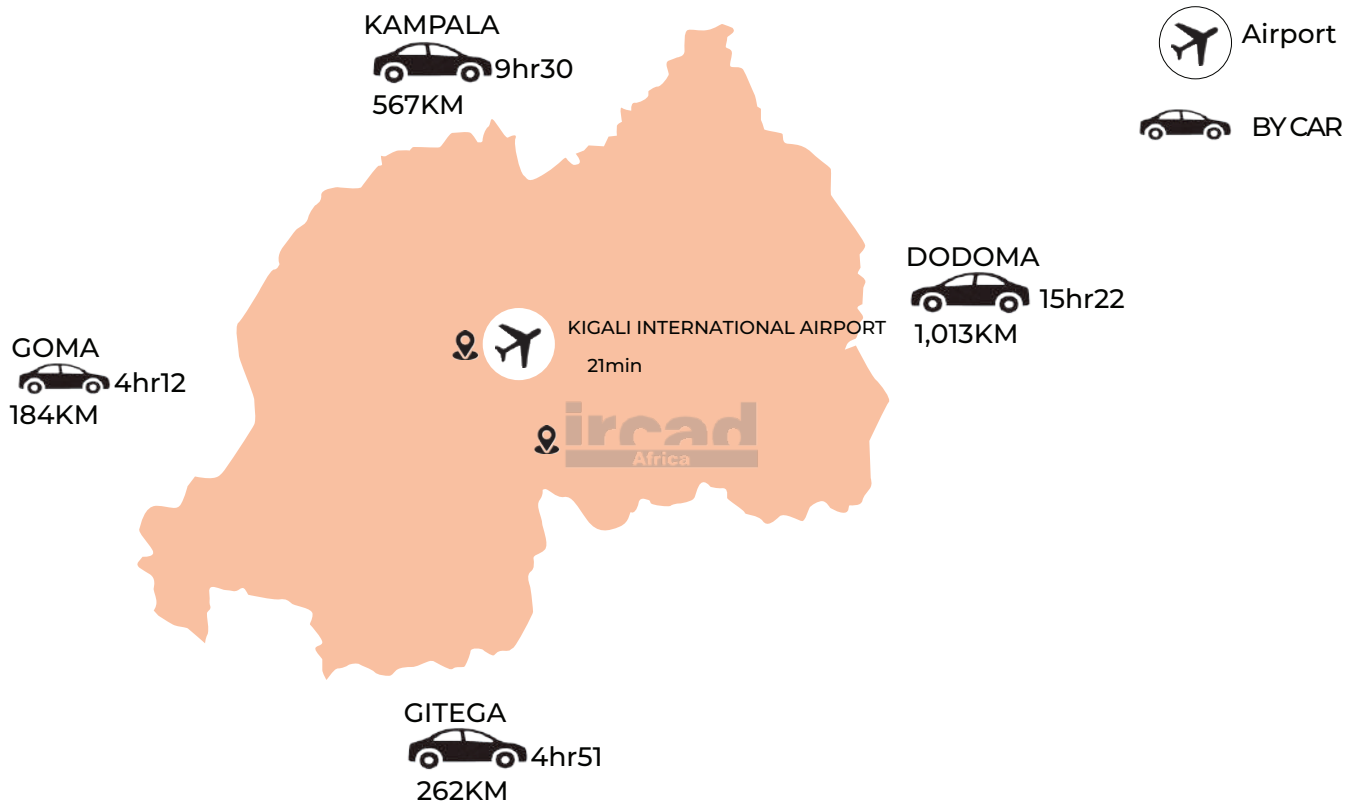 KAMPALA
9hr30
567KM
Airport
BY CAR
DODOMA
15hr22
1,013KM
KIGALI INTERNATIONAL AIRPORT
21min
GOMA
4hr12
184KM
ircad
Africa
GITEGA
4hr51
262KM